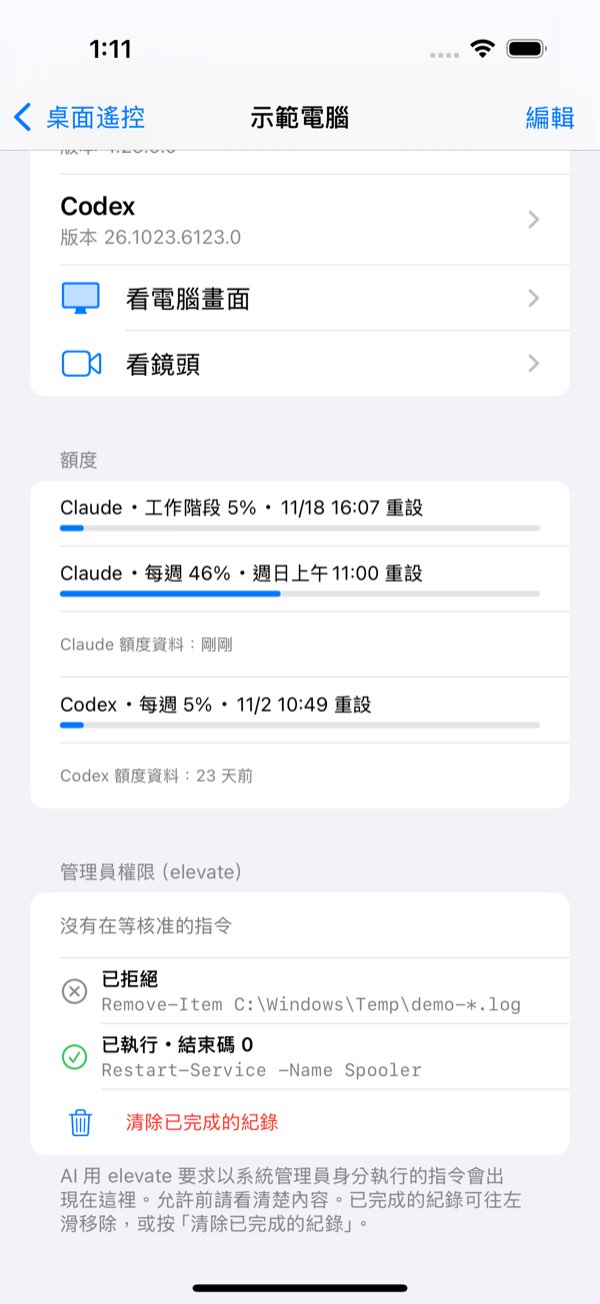 1:11
桌面遙控
示範電腦
編輯
Codex
版本 26.1023.6123.0
看電腦畫面
看鏡頭
額度
Claude・工作階段 5%・11/18 16:07 重設
Claude・每週 46%・週日上午11:00 重設
Claude 額度資料：剛剛
Codex・每週 5%・11/2 10:49 重設
Codex 額度資料：23 天前
管理員權限（elevate）
沒有在等核准的指令
已拒絕
Remove-Item C:\Windows\Temp\demo-*.log
已執行・結束碼 0
Restart-Service -Name Spooler
清除已完成的紀錄
AI 用 elevate 要求以系統管理員身分執行的指令會出
現在這裡。允許前請看清楚內容。已完成的紀錄可往左
滑移除，或按「清除已完成的紀錄」。